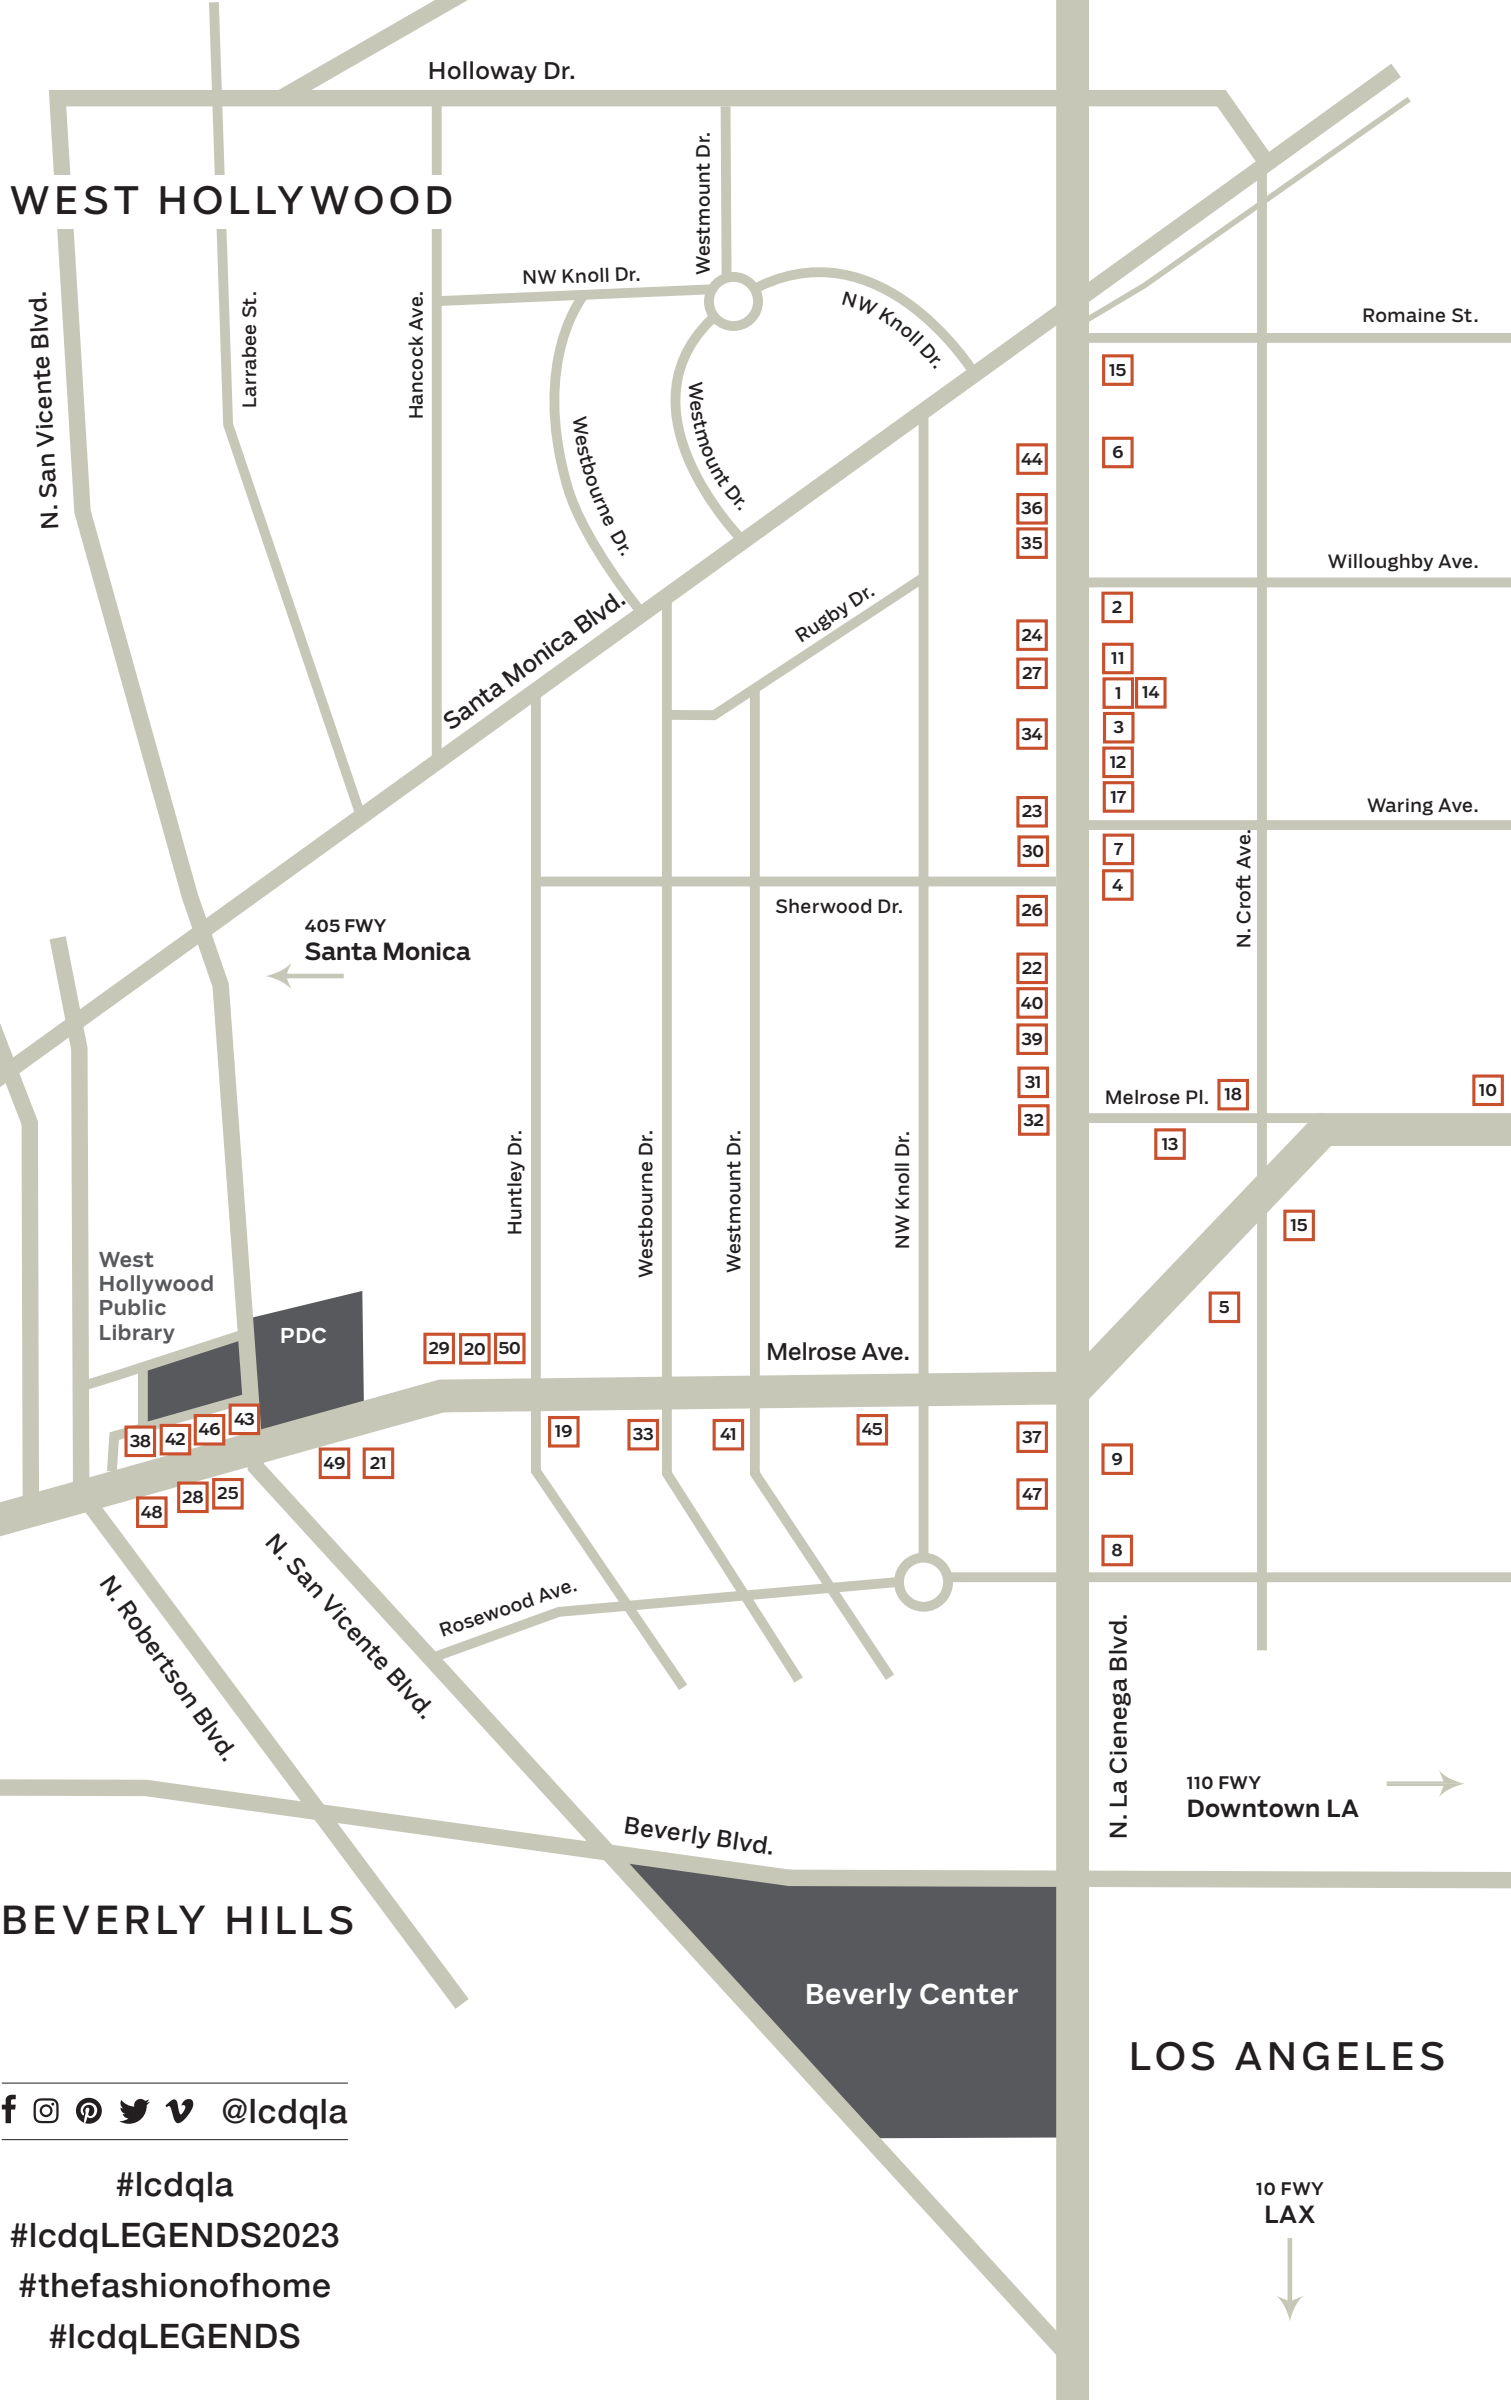 Holloway Dr.
WEST HOLLYWOOD
Westmount Dr.
NW Knoll Dr.
NW Knoll Dr.
N. San Vicente Blvd.
Larrabee St.
Hancock Ave.
Romaine St.
15
Westmount Dr.
Westbourne Dr.
44
6
36
35
Willoughby Ave.
Santa Monica Blvd.
Rugby Dr.
2
24
11
27
1
14
34
3
12
17
23
Waring Ave.
30
7
4
N. Croft Ave.
Sherwood Dr.
26
405 FWY
Santa Monica
22
40
39
31
32
Melrose Pl.
18
10
13
Huntley Dr.
Westbourne Dr.
Westmount Dr.
NW Knoll Dr.
15
West
Hollywood
Public
Library
PDC
5
29
20
50
Melrose Ave.
38
42
46
43
19
33
41
45
37
49
21
9
48
28
25
47
8
N. Robertson Blvd.
N. San Vicente Blvd.
Rosewood Ave.
N. La Cienega Blvd.
110 FWY
Downtown LA
Beverly Blvd.
BEVERLY HILLS
Beverly Center
LOS ANGELES
@lcdqla
#lcdqla
#lcdqLEGENDS2023
#thefashionofhome
#lcdqLEGENDS
10 FWY
LAX